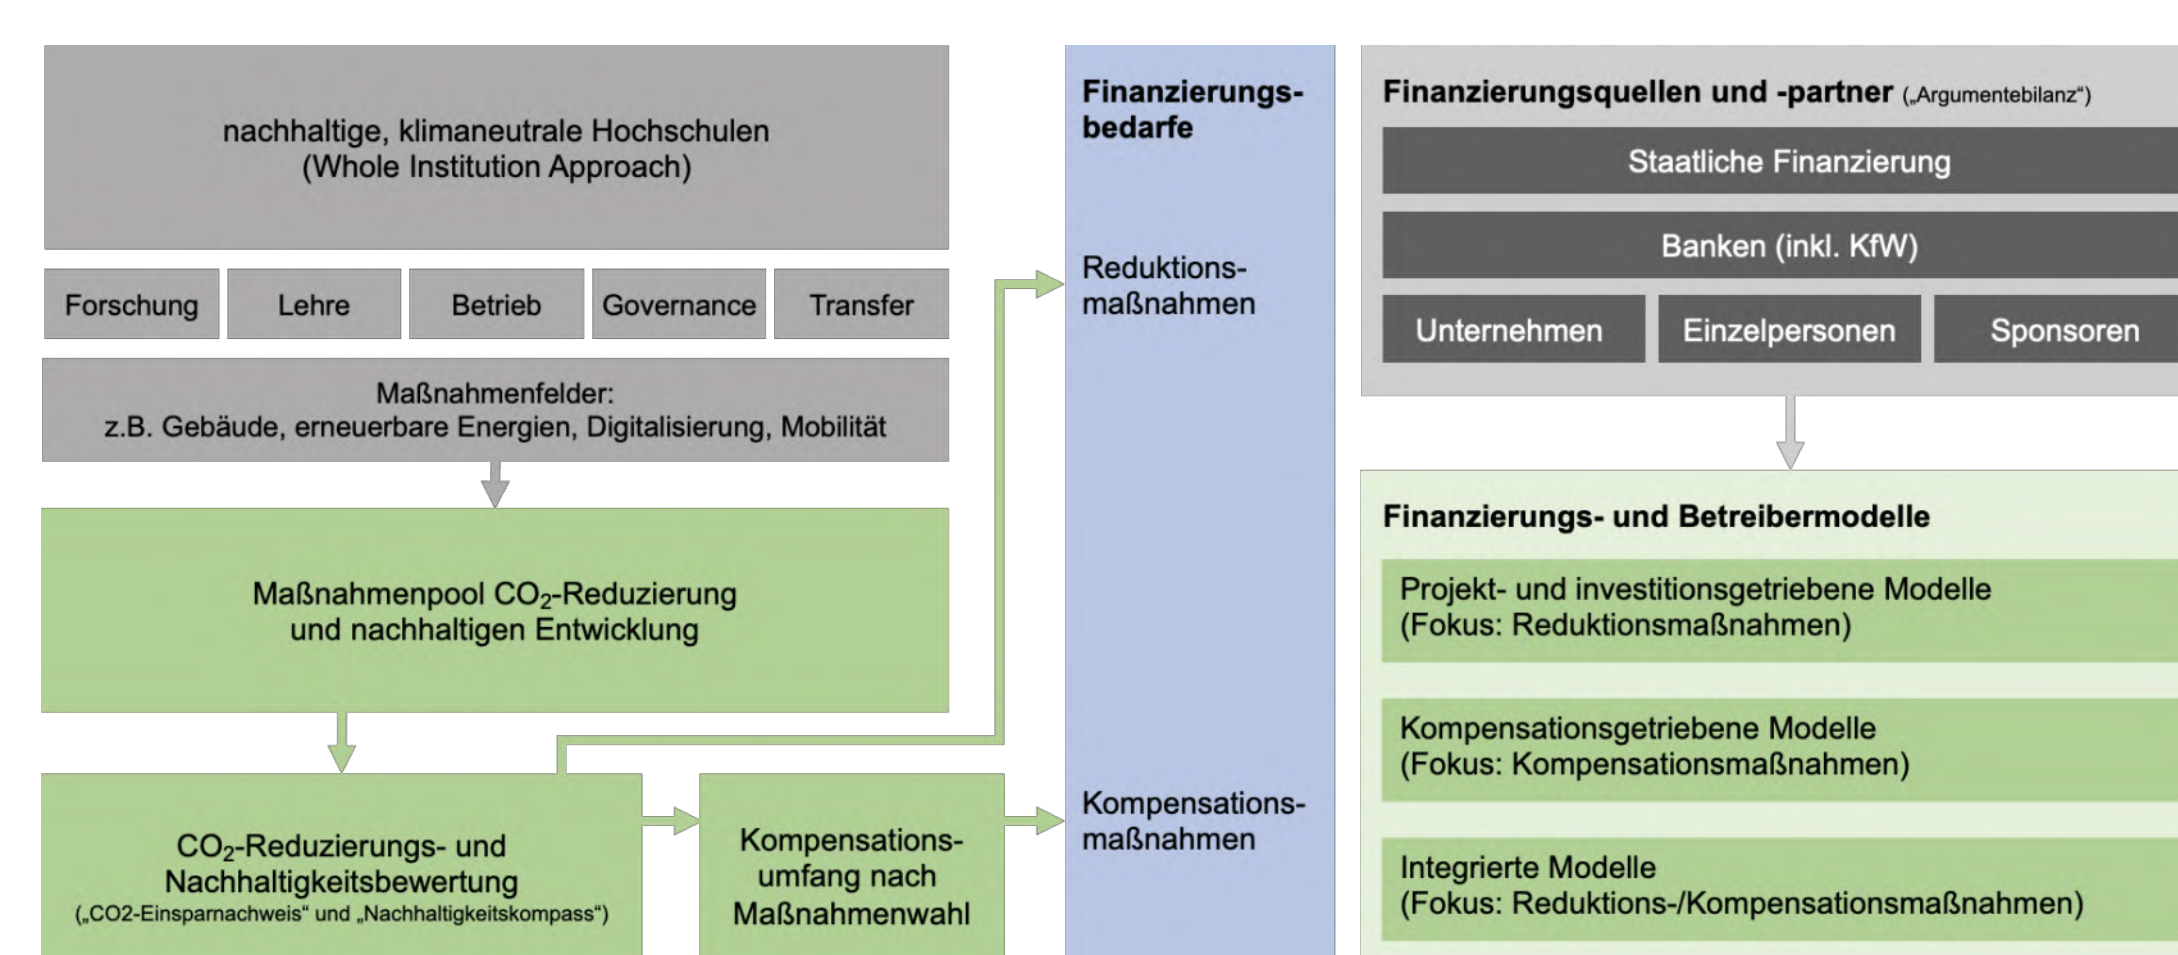 nachhaltige, klimaneutrale Hochschulen
(Whole Institution Approach)
Forschung
Lehre
Betrieb
Governance
Transfer
Maßnahmenfelder:
z.B. Gebäude, erneuerbare Energien, Digitalisierung, Mobilität
Maßnahmenpool CO₂-Reduzierung
und nachhaltigen Entwicklung
CO₂-Reduzierungs- und
Nachhaltigkeitsbewertung
(„CO2-Einsparnachweis“ und „Nachhaltigkeitskompass“)
Kompensations-
umfang nach
Maßnahmenwahl
Finanzierungs-
bedarfe
Reduktions-
maßnahmen
Kompensations-
maßnahmen
Finanzierungsquellen und -partner („Argumentebilanz“)
Staatliche Finanzierung
Banken (inkl. KfW)
Unternehmen
Einzelpersonen
Sponsoren
Finanzierungs- und Betreibermodelle
Projekt- und investitionsgetriebene Modelle
(Fokus: Reduktionsmaßnahmen)
Kompensationsgetriebene Modelle
(Fokus: Kompensationsmaßnahmen)
Integrierte Modelle
(Fokus: Reduktions-/Kompensationsmaßnahmen)